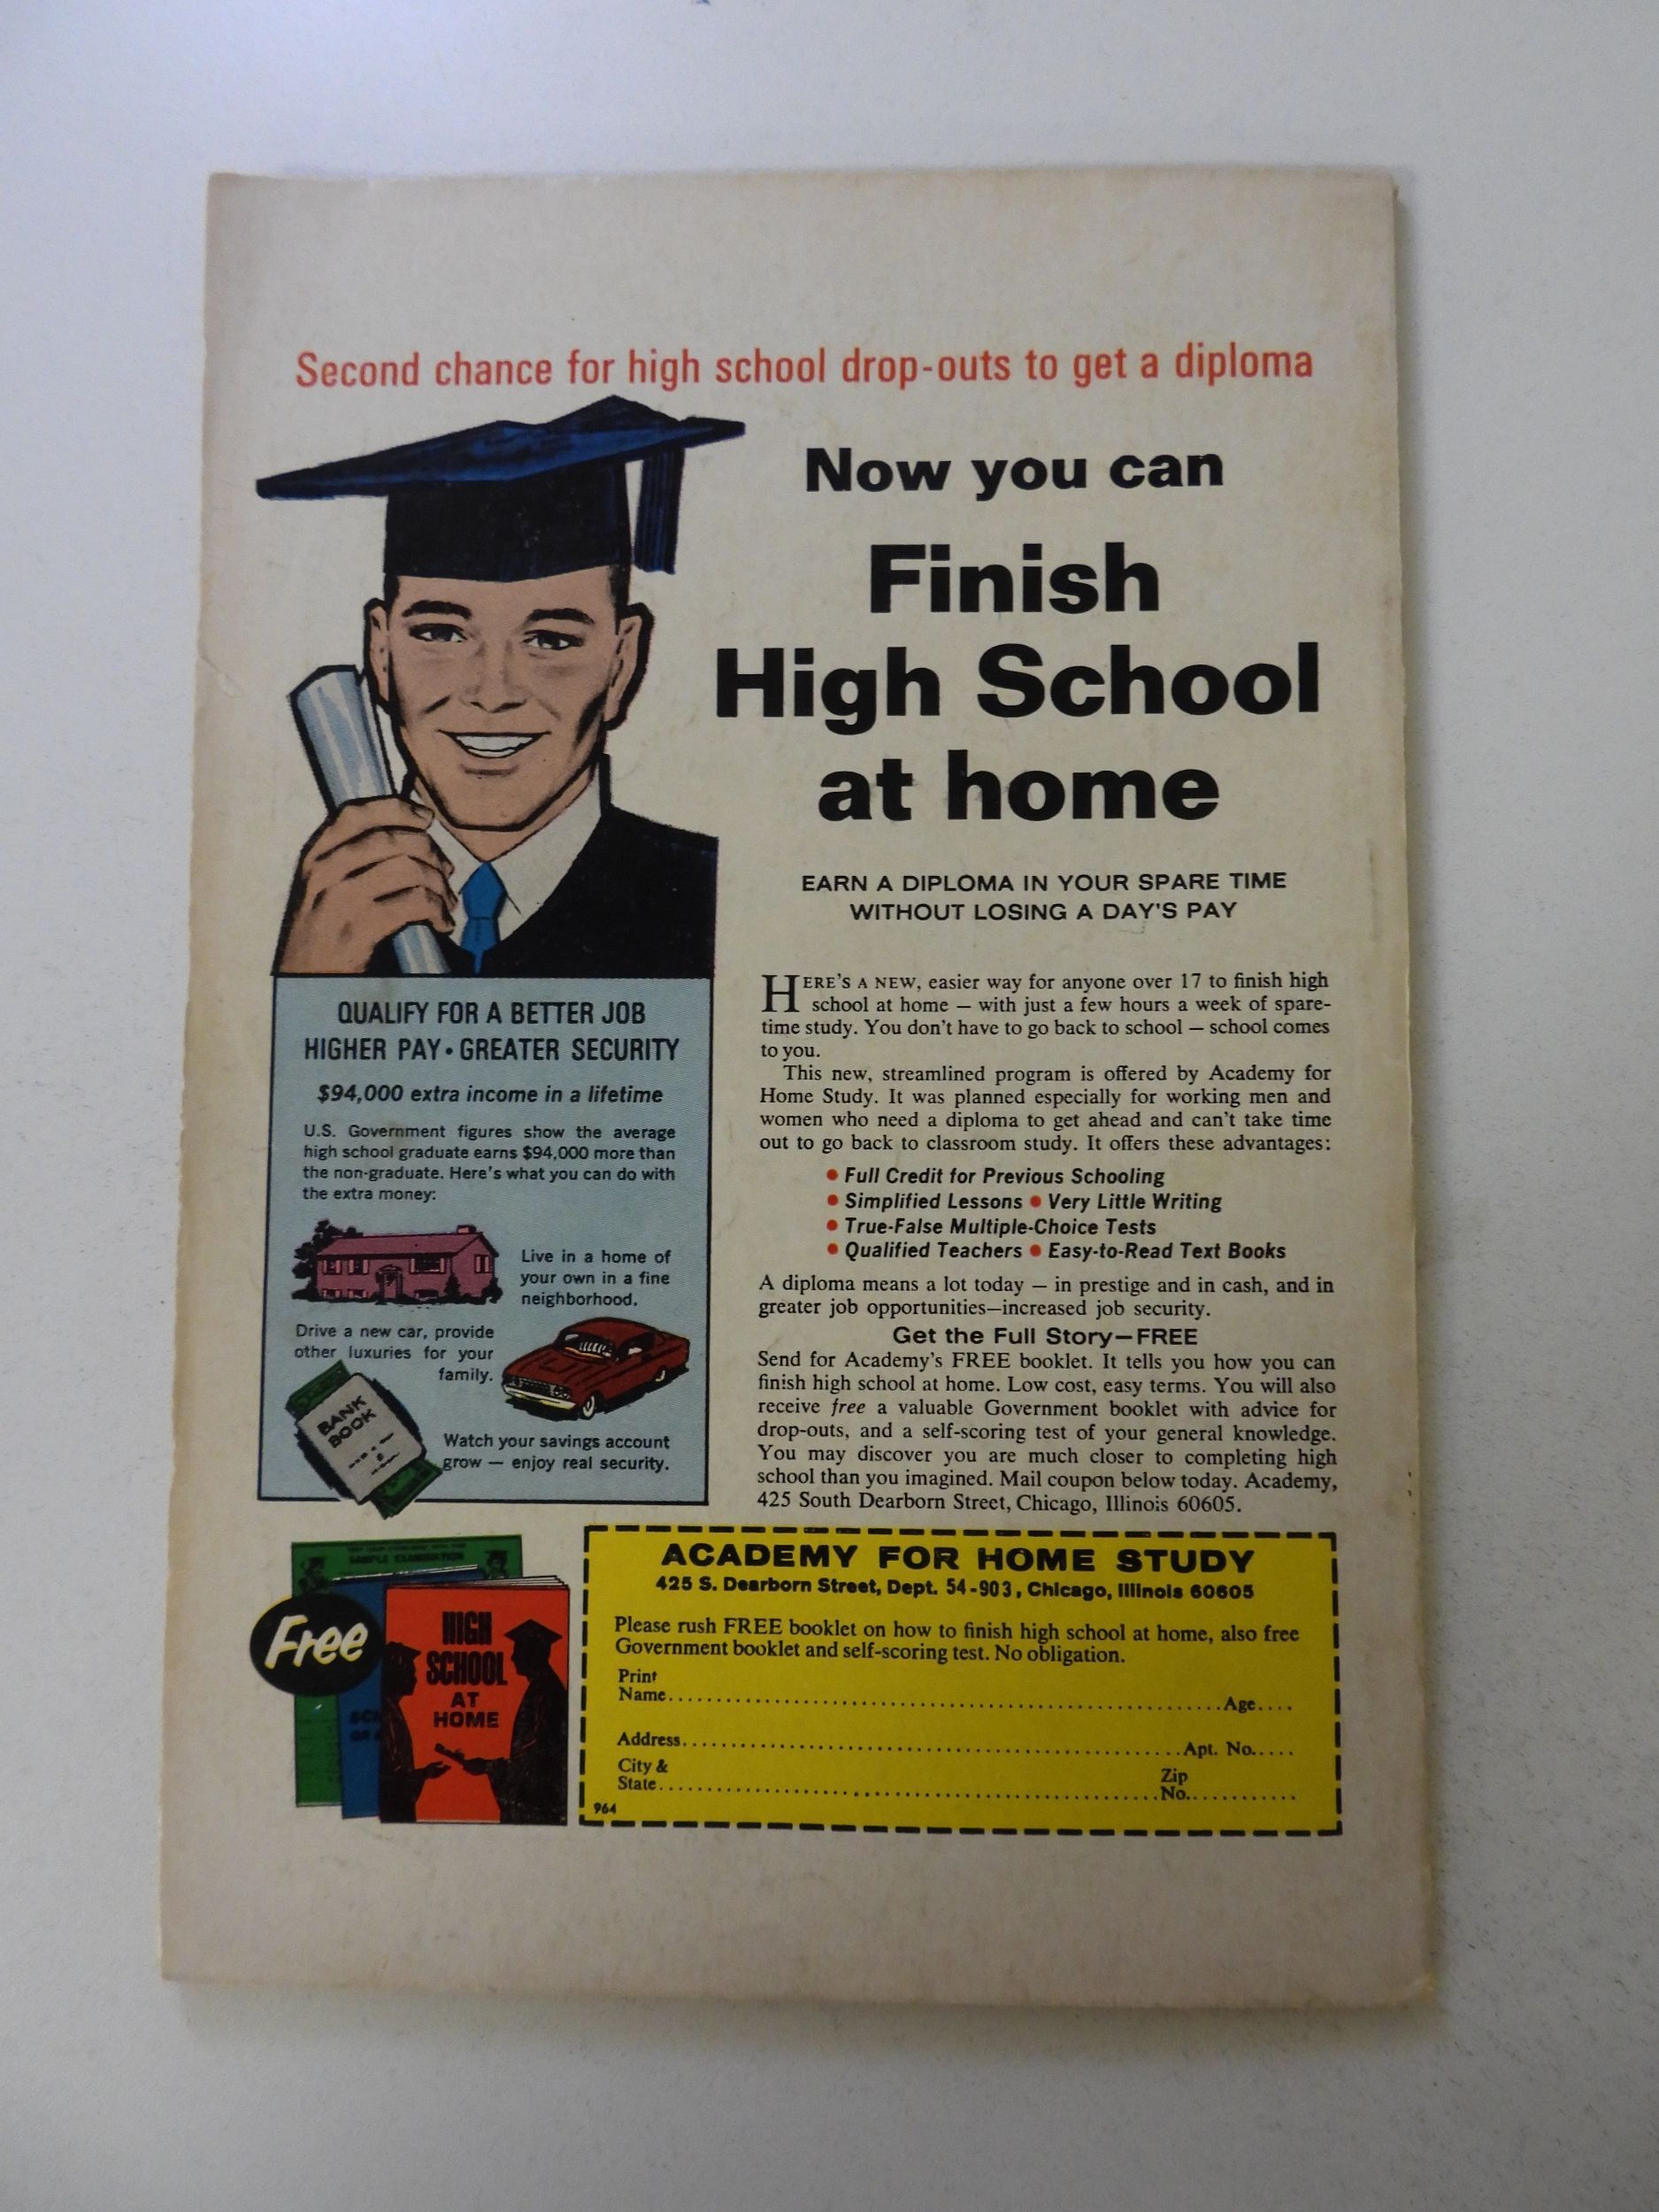 Second chance for high school drop-outs to get a diploma
Now you can
Finish
High School
at home
EARN A DIPLOMA IN YOUR SPARE TIME
WITHOUT LOSING A DAY'S PAY
HERE'S A NEW, easier way for anyone over 17 to finish high
school at home — with just a few hours a week of spare-
time study. You don't have to go back to school — school comes
to you.
This new, streamlined program is offered by Academy for
Home Study. It was planned especially for working men and
women who need a diploma to get ahead and can't take time
out to go back to classroom study. It offers these advantages:
• Full Credit for Previous Schooling
• Simplified Lessons • Very Little Writing
• True-False Multiple-Choice Tests
• Qualified Teachers • Easy-to-Read Text Books
A diploma means a lot today — in prestige and in cash, and in
greater job opportunities—increased job security.
Get the Full Story—FREE
Send for Academy's FREE booklet. It tells you how you can
finish high school at home. Low cost, easy terms. You will also
receive free a valuable Government booklet with advice for
drop-outs, and a self-scoring test of your general knowledge.
You may discover you are much closer to completing high
school than you imagined. Mail coupon below today. Academy,
425 South Dearborn Street, Chicago, Illinois 60605.
QUALIFY FOR A BETTER JOB
HIGHER PAY • GREATER SECURITY
$94,000 extra income in a lifetime
U.S. Government figures show the average
high school graduate earns $94,000 more than
the non-graduate. Here's what you can do with
the extra money:
Live in a home of
your own in a fine
neighborhood.
Drive a new car, provide
other luxuries for your
family.
BANK
BOOK
Watch your savings account
grow — enjoy real security.
SAMPLE EXAMINATION
Free
HIGH
SCHOOL
AT
HOME
ACADEMY FOR HOME STUDY
425 S. Dearborn Street, Dept. 54-903, Chicago, Illinois 60605
Please rush FREE booklet on how to finish high school at home, also free
Government booklet and self-scoring test. No obligation.
Print
Name Age
Address Apt. No.
City &
State Zip
No.
964